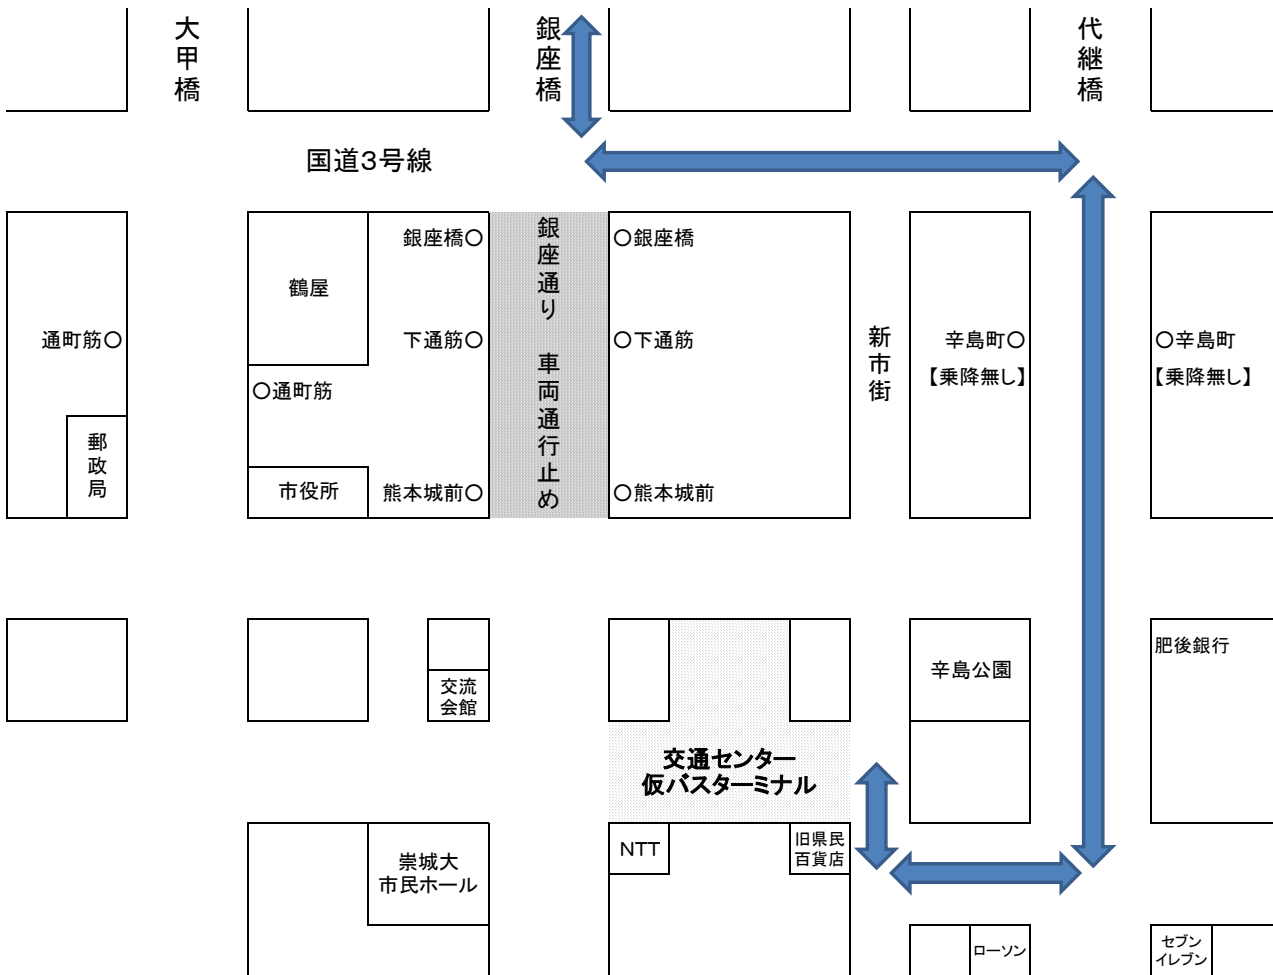 大甲橋
銀座橋
代継橋
国道3号線
銀座橋○
銀座通り 車両通行止め
○銀座橋
鶴屋
通町筋○
下通筋○
○下通筋
新市街
辛島町○
【乗降無し】
○辛島町
【乗降無し】
○通町筋
郵政局
市役所
熊本城前○
○熊本城前
交流
会館
辛島公園
肥後銀行
交通センター
仮バスターミナル
崇城大
市民ホール
NTT
旧県民
百貨店
ローソン
セブン
イレブン